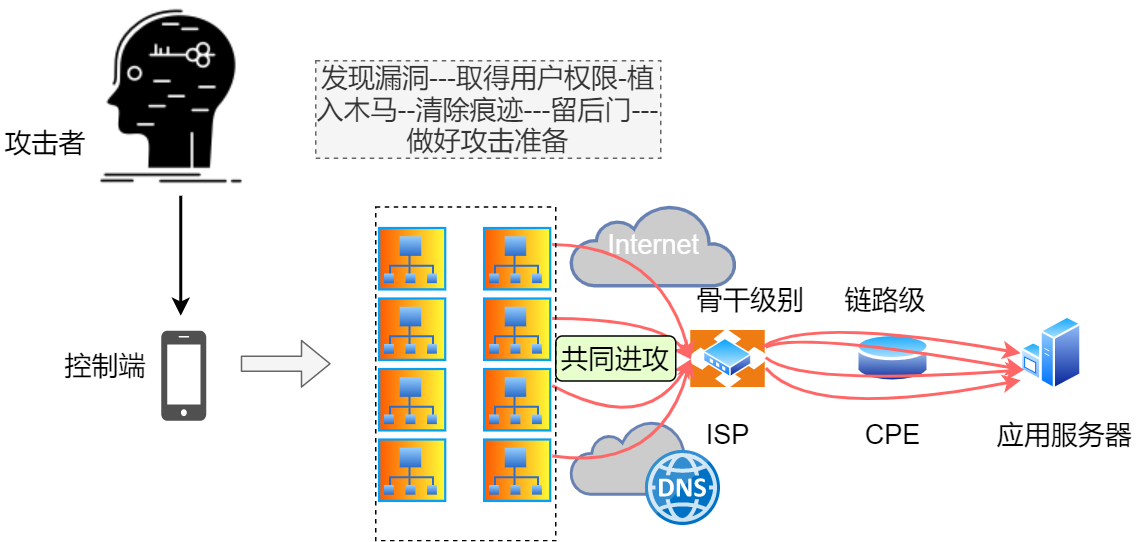 发现漏洞---取得用户权限-植
入木马--清除痕迹---留后门---
做好攻击准备
攻击者
Internet
骨干级别
链路级
控制端
共同进攻
ISP
CPE
应用服务器
DNS